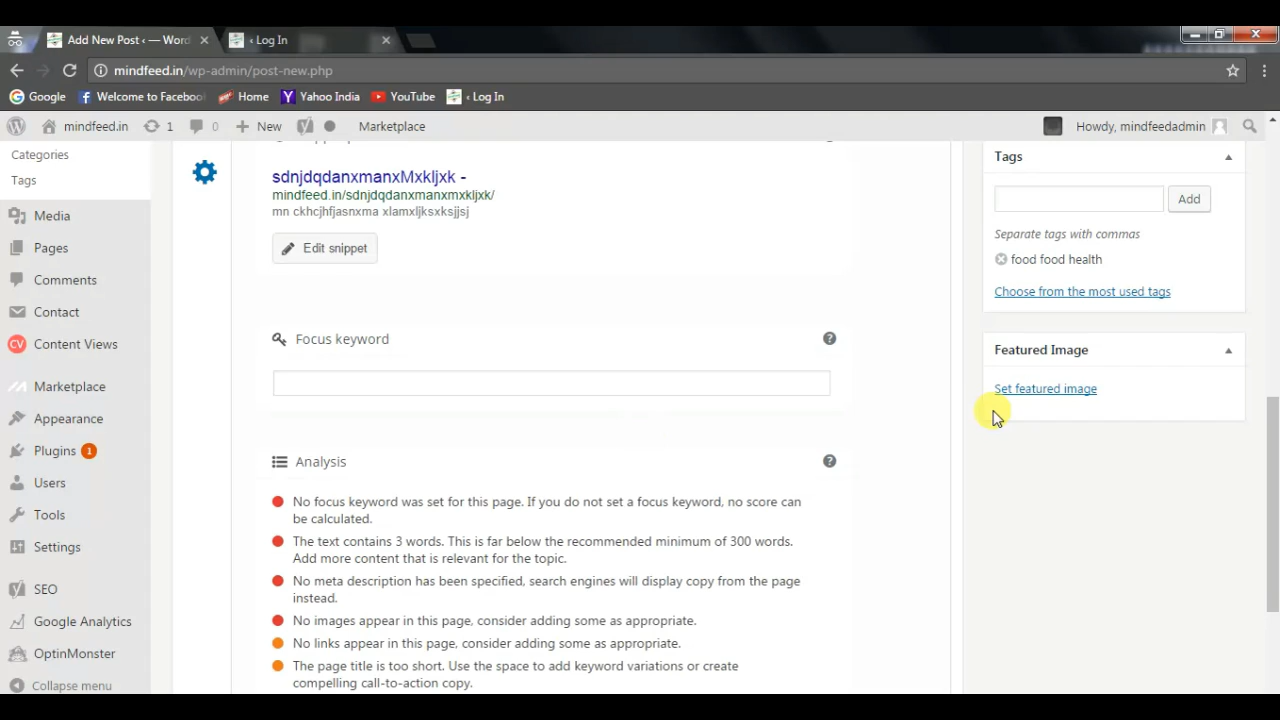 Add New Post ‹ — Word
‹ Log In
mindfeed.in/wp-admin/post-new.php
Google
Welcome to Faceboo
Home
Yahoo India
YouTube
‹ Log In
mindfeed.in
1
0
New
Marketplace
Howdy, mindfeedadmin
Categories
Tags
Media
Pages
Comments
Contact
CV Content Views
Marketplace
Appearance
Plugins 1
Users
Tools
Settings
SEO
Google Analytics
OptinMonster
Collapse menu
sdnjdqdanxmanxMxkljxk -
mindfeed.in/sdnjdqdanxmanxmxkljxk/
mn ckhcjhfjasnxma xlamxljksxksjjsj
Edit snippet
Focus keyword
Analysis
No focus keyword was set for this page. If you do not set a focus keyword, no score can
be calculated.
The text contains 3 words. This is far below the recommended minimum of 300 words.
Add more content that is relevant for the topic.
No meta description has been specified, search engines will display copy from the page
instead.
No images appear in this page, consider adding some as appropriate.
No links appear in this page, consider adding some as appropriate.
The page title is too short. Use the space to add keyword variations or create
compelling call-to-action copy.
Tags
Add
Separate tags with commas
food food health
Choose from the most used tags
Featured Image
Set featured image